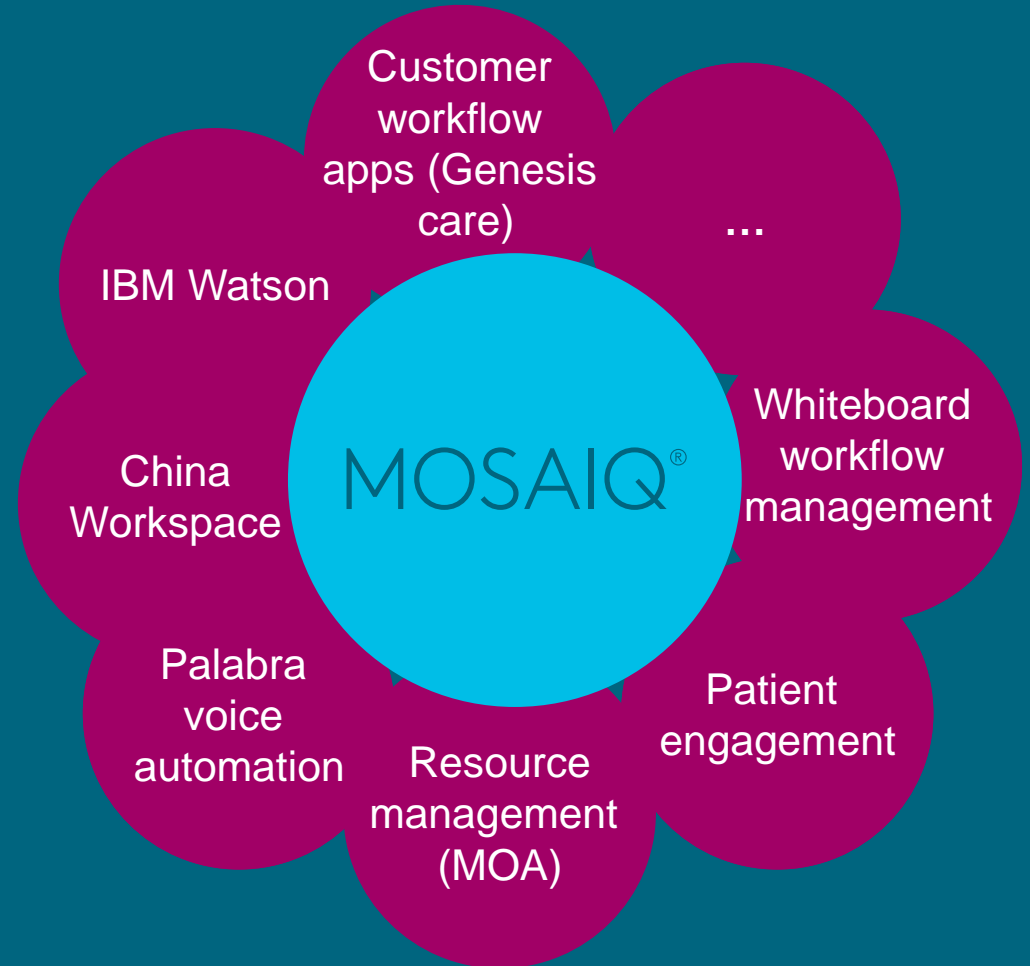 Customer
workflow
apps (Genesis
care)
...
IBM Watson
Whiteboard
workflow
management
China
Workspace
MOSAIQ®
Palabra
voice
automation
Patient
engagement
Resource
management
(MOA)